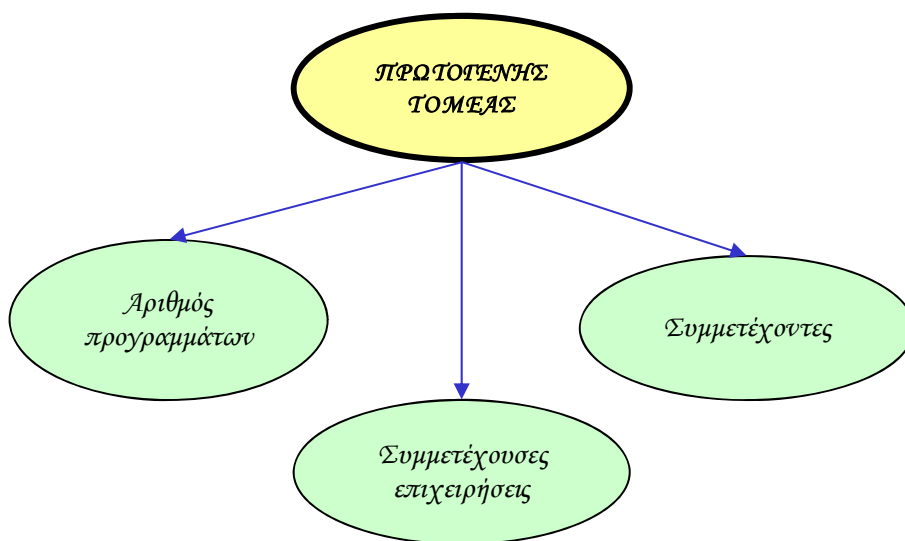 ΠΡΩΤΟΓΕΝΗΣ
ΤΟΜΕΑΣ
Αριθμός
προγραμμάτων
Συμμετέχοντες
Συμμετέχουσες
επιχειρήσεις